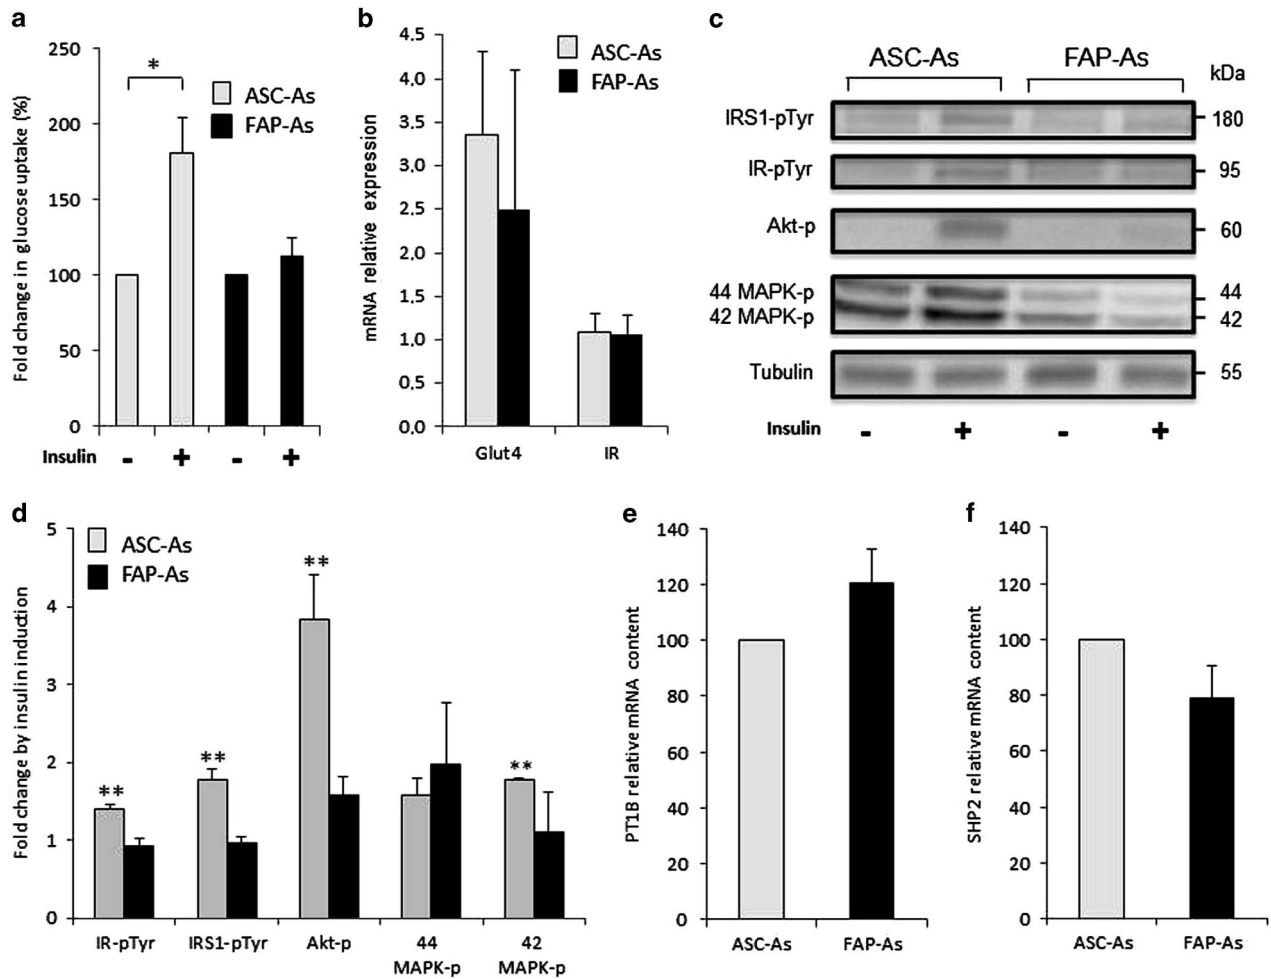 a
250
200
150
100
50
0
Fold change in glucose uptake (%)
*
ASC-As
FAP-As
Insulin - + - +
b
4.5
4.0
3.5
3.0
2.5
2.0
1.5
1.0
0.5
0.0
mRNA relative expression
ASC-As
FAP-As
Glut4 IR
c
ASC-As FAP-As
kDa
IRS1-pTyr 180
IR-pTyr 95
Akt-p 60
44 MAPK-p 44
42 MAPK-p 42
Tubulin 55
Insulin - + - +
d
5
4
3
2
1
0
Fold change by insulin induction
ASC-As
FAP-As
**
**
**
**
IR-pTyr IRS1-pTyr Akt-p 44 42
MAPK-p MAPK-p
e
140
120
100
80
60
40
20
0
PT1B relative mRNA content
ASC-As FAP-As
f
140
120
100
80
60
40
20
0
SHP2 relative mRNA content
ASC-As FAP-As